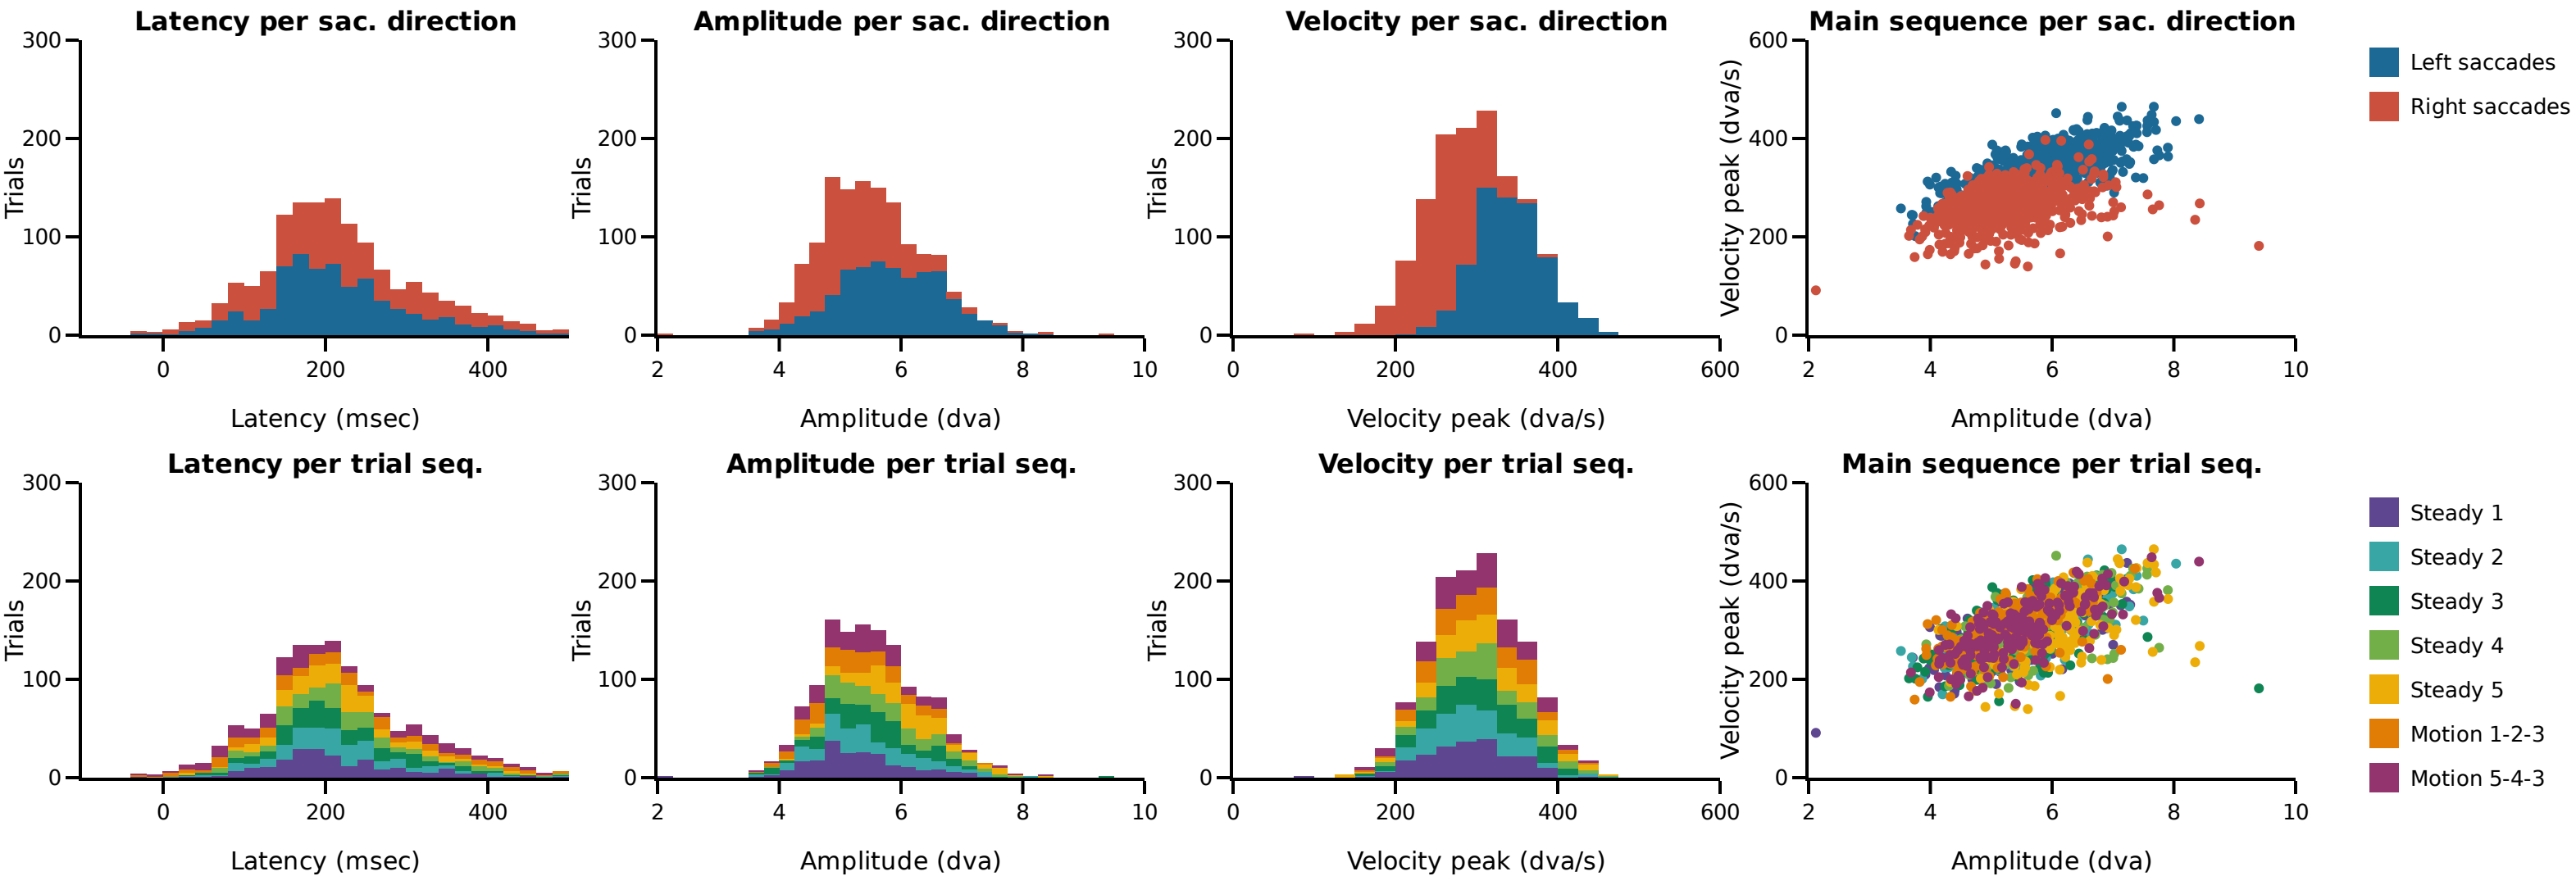 Latency per sac. direction
Amplitude per sac. direction
Velocity per sac. direction
Main sequence per sac. direction
300
200
100
0
Trials
0
200
400
Latency (msec)
300
200
100
0
Trials
2
4
6
8
10
Amplitude (dva)
300
200
100
0
Trials
0
200
400
600
Velocity peak (dva/s)
600
400
200
0
Velocity peak (dva/s)
2
4
6
8
10
Amplitude (dva)
Left saccades
Right saccades
Latency per trial seq.
Amplitude per trial seq.
Velocity per trial seq.
Main sequence per trial seq.
300
200
100
0
Trials
0
200
400
Latency (msec)
300
200
100
0
Trials
2
4
6
8
10
Amplitude (dva)
300
200
100
0
Trials
0
200
400
600
Velocity peak (dva/s)
600
400
200
0
Velocity peak (dva/s)
2
4
6
8
10
Amplitude (dva)
Steady 1
Steady 2
Steady 3
Steady 4
Steady 5
Motion 1-2-3
Motion 5-4-3